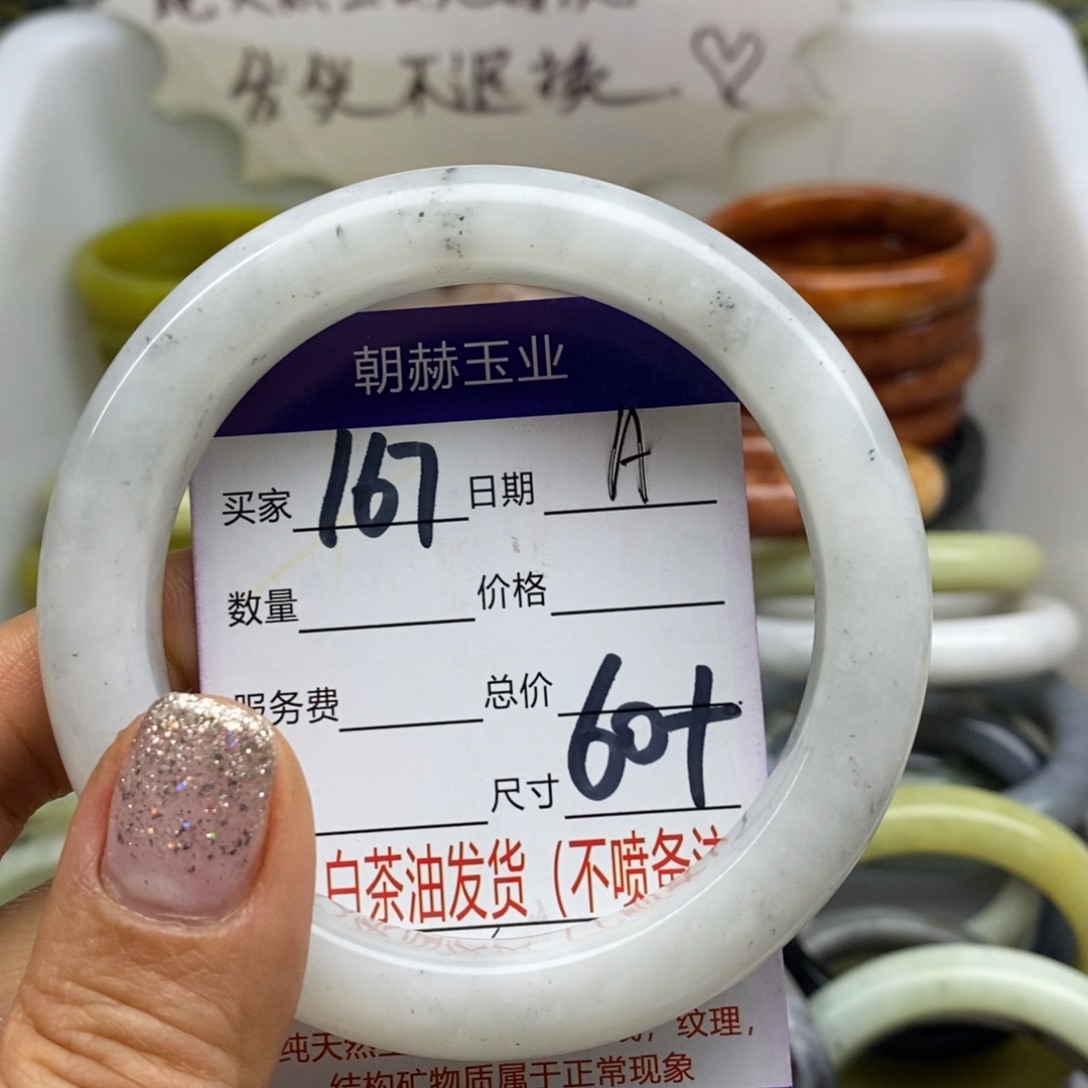 售出不退换
朝赫玉业
买家 167 日期 A
数量 价格
服务费 总价
60+
尺寸
白茶油发货(不喷备注
纯天然 纹理,
结构矿物质属于正常现象